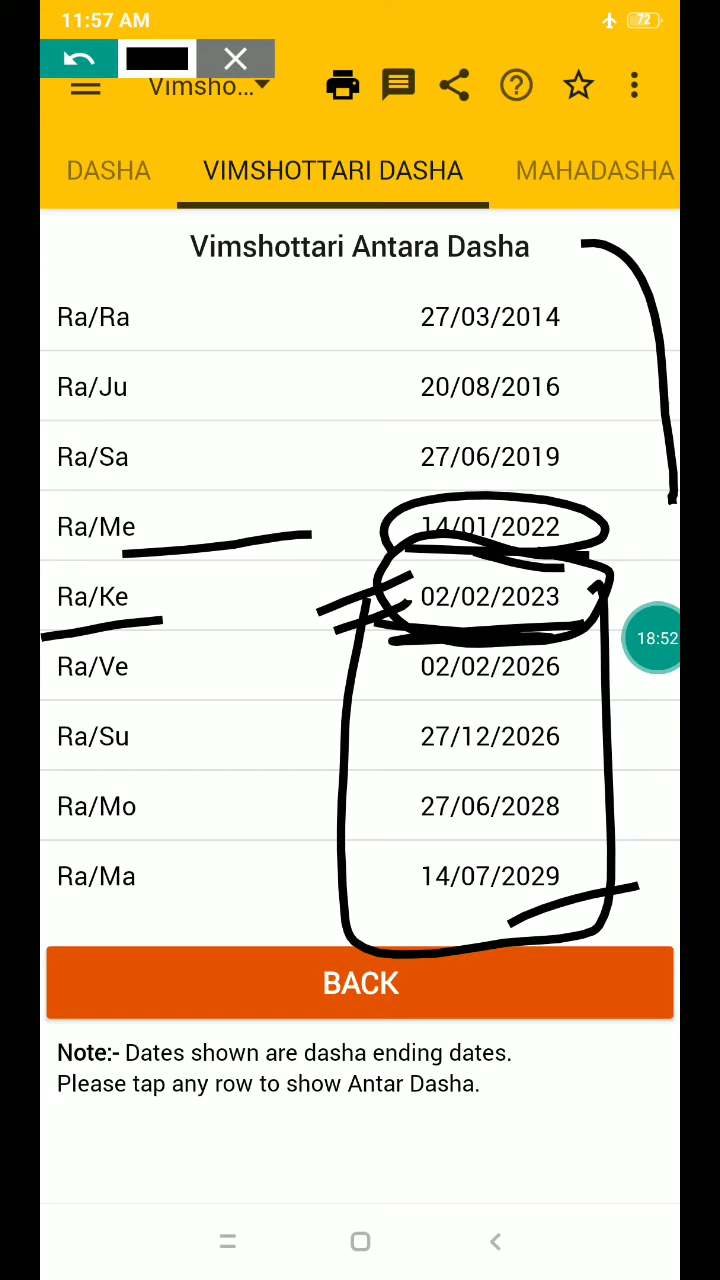 11:57 AM
72
Vimsho...
DASHA VIMSHOTTARI DASHA MAHADASHA
Vimshottari Antara Dasha
Ra/Ra 27/03/2014
Ra/Ju 20/08/2016
Ra/Sa 27/06/2019
Ra/Me 14/01/2022
Ra/Ke 02/02/2023
18:52
Ra/Ve 02/02/2026
Ra/Su 27/12/2026
Ra/Mo 27/06/2028
Ra/Ma 14/07/2029
BACK
Note:- Dates shown are dasha ending dates.
Please tap any row to show Antar Dasha.